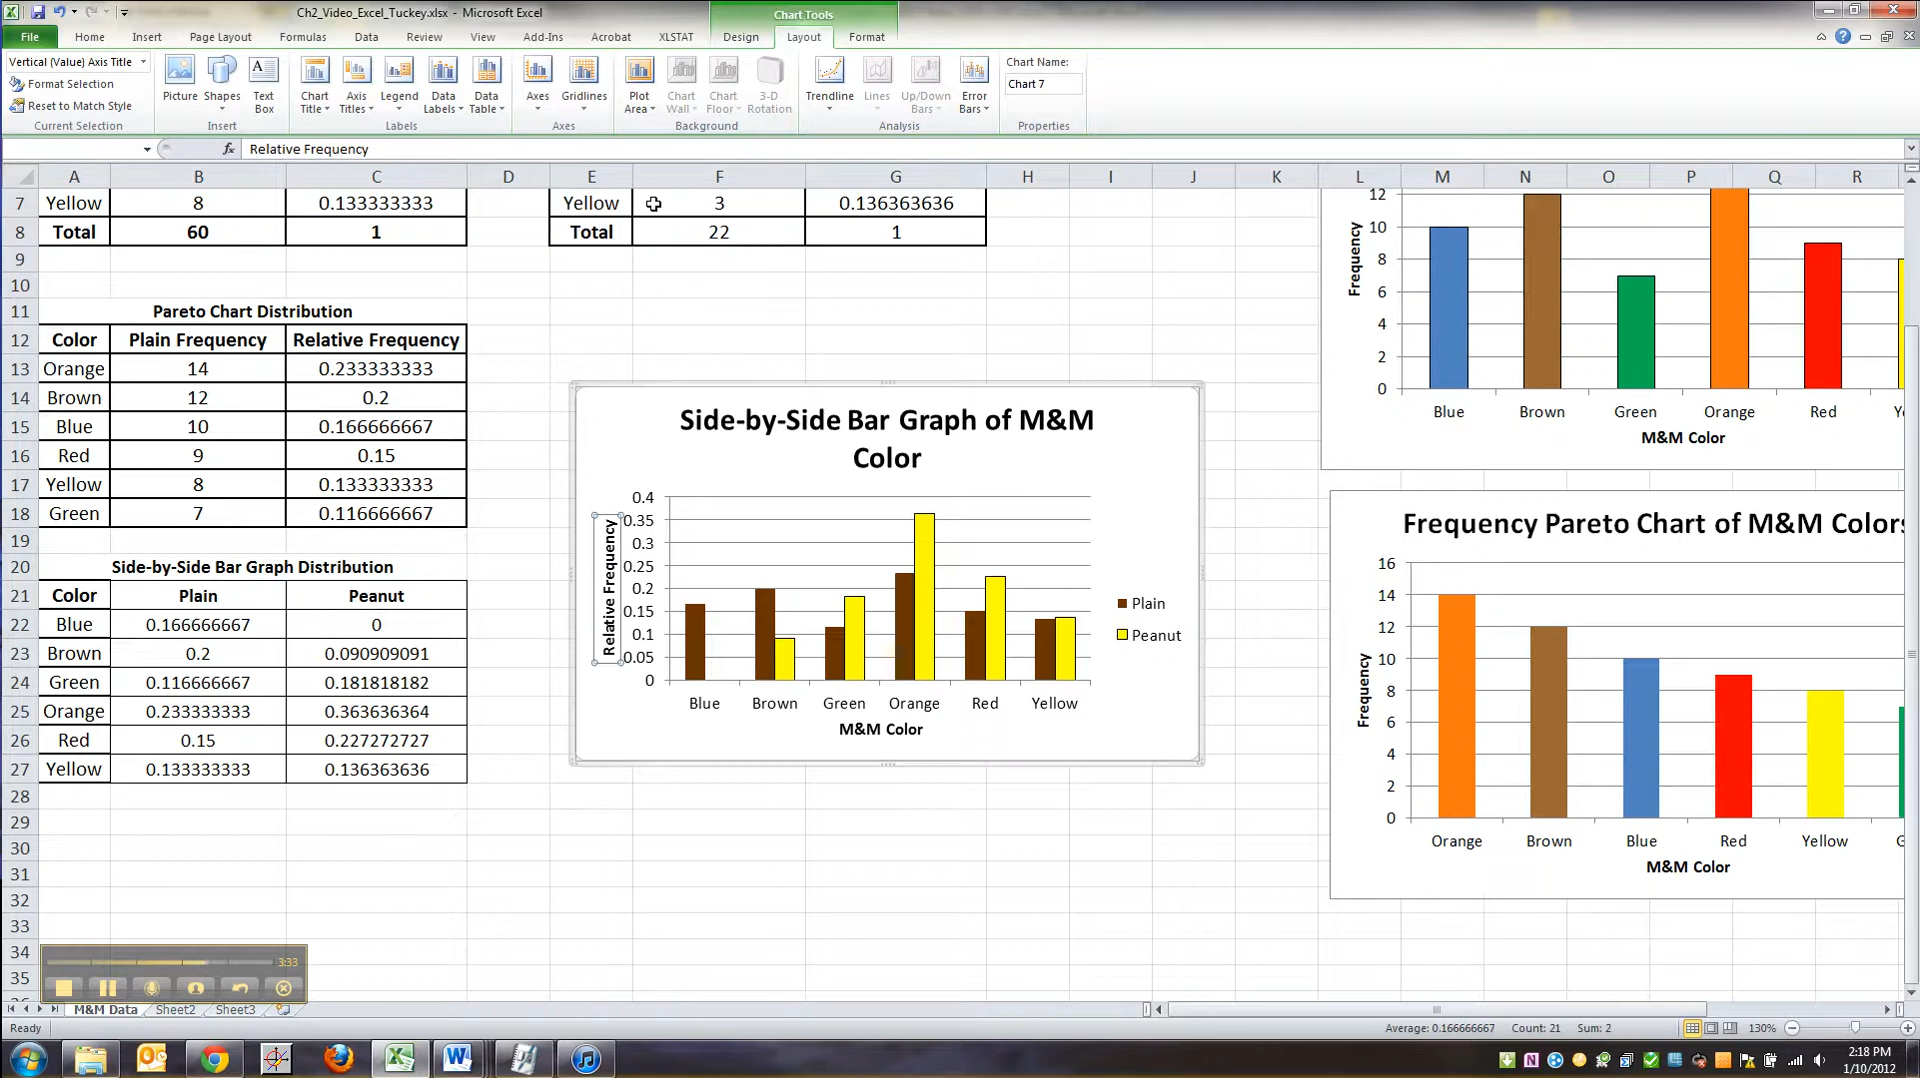 Ch2_Video_Excel_Tuckey.xlsx - Microsoft Excel
Chart Tools
File Home Insert Page Layout Formulas Data Review View Add-Ins Acrobat XLSTAT Design Layout Format
Vertical (Value) Axis Title
Format Selection
Reset to Match Style
Current Selection
Picture Shapes Text Box
Insert
Chart Title Axis Titles Legend Data Labels Data Table
Labels
Axes Gridlines
Axes
Plot Area Chart Wall Chart Floor 3-D Rotation
Background
Trendline Lines Up/Down Bars Error Bars
Analysis
Chart Name:
Chart 7
Properties
fx Relative Frequency
A B C D E F G H I J K L M N O P Q R
7 Yellow 8 0.133333333 Yellow 3 0.136363636
8 Total 60 1 Total 22 1
9
10
11 Pareto Chart Distribution
12 Color Plain Frequency Relative Frequency
13 Orange 14 0.233333333
14 Brown 12 0.2
15 Blue 10 0.166666667
16 Red 9 0.15
17 Yellow 8 0.133333333
18 Green 7 0.116666667
19
20 Side-by-Side Bar Graph Distribution
21 Color Plain Peanut
22 Blue 0.166666667 0
23 Brown 0.2 0.090909091
24 Green 0.116666667 0.181818182
25 Orange 0.233333333 0.363636364
26 Red 0.15 0.227272727
27 Yellow 0.133333333 0.136363636
28
29
30
31
32
33
34
35
Side-by-Side Bar Graph of M&M
Color
Relative Frequency
0.4
0.35
0.3
0.25
0.2
0.15
0.1
0.05
0
Blue Brown Green Orange Red Yellow
M&M Color
Plain
Peanut
Frequency
12
10
8
6
4
2
0
Blue Brown Green Orange Red
M&M Color
Frequency Pareto Chart of M&M Colors
Frequency
16
14
12
10
8
6
4
2
0
Orange Brown Blue Red Yellow
M&M Color
3:33
M&M Data Sheet2 Sheet3
Ready
Average: 0.166666667 Count: 21 Sum: 2
130%
2:18 PM
1/10/2012